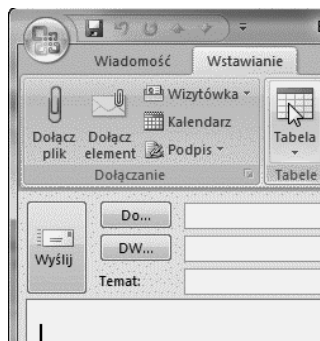 Wiadomość Wstawianie
Dołącz plik
Dołącz element
Wizytówka
Kalendarz
Podpis
Tabela
Dołączanie
Tabele
Wyślij
Do...
DW...
Temat: